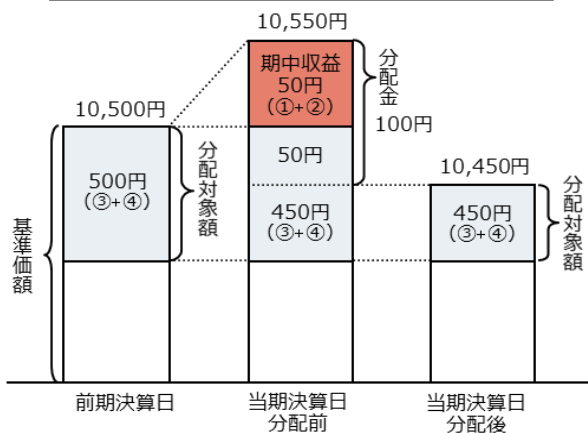 10,550円
期中収益
50円
(①+②)
分配金
100円
10,500円
500円
(③+④)
分配対象額
50円
450円
(③+④)
10,450円
450円
(③+④)
分配対象額
基準価額
前期決算日
当期決算日
分配前
当期決算日
分配後